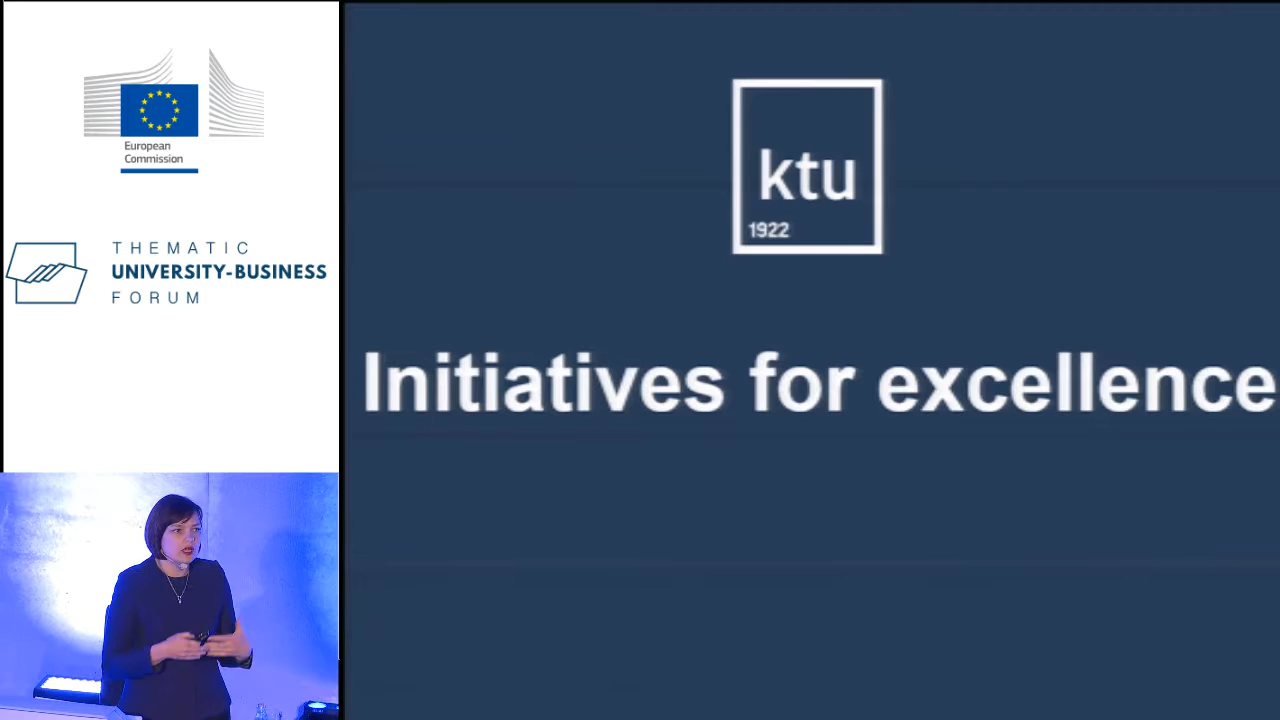 European
Commission
THEMATIC
UNIVERSITY-BUSINESS
FORUM
ktu
1922
Initiatives for excellence